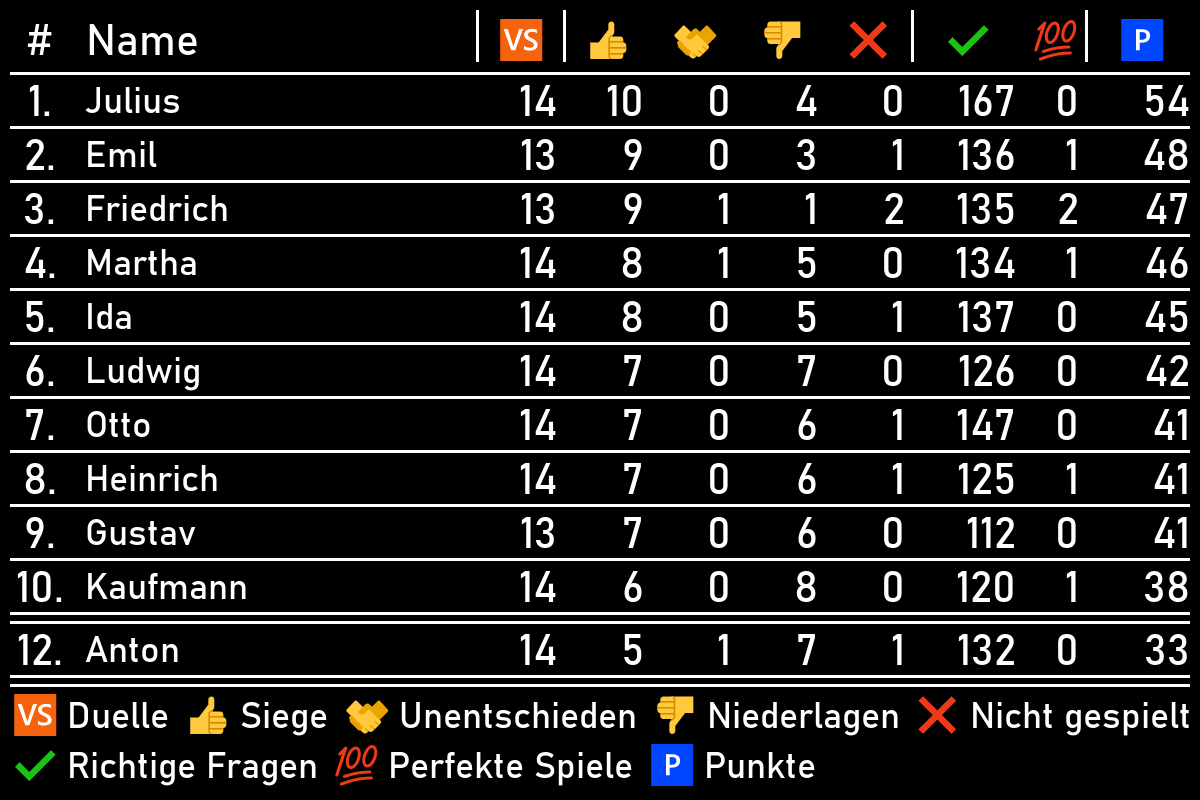 # Name VS 👍 🤝 👎 ❌ ✓ 💯 P
1. Julius 14 10 0 4 0 167 0 54
2. Emil 13 9 0 3 1 136 1 48
3. Friedrich 13 9 1 1 2 135 2 47
4. Martha 14 8 1 5 0 134 1 46
5. Ida 14 8 0 5 1 137 0 45
6. Ludwig 14 7 0 7 0 126 0 42
7. Otto 14 7 0 6 1 147 0 41
8. Heinrich 14 7 0 6 1 125 1 41
9. Gustav 13 7 0 6 0 112 0 41
10. Kaufmann 14 6 0 8 0 120 1 38
12. Anton 14 5 1 7 1 132 0 33
VS Duelle 👍 Siege 🤝 Unentschieden 👎 Niederlagen ❌ Nicht gespielt
✓ Richtige Fragen 💯 Perfekte Spiele P Punkte